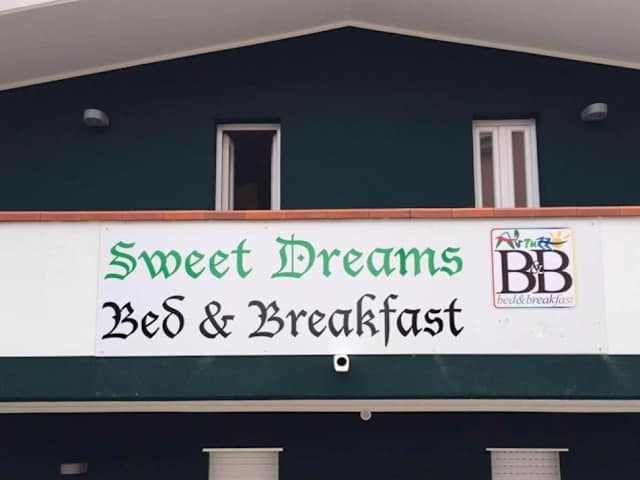 Sweet Dreams
Bed & Breakfast
B&B
bed&breakfast